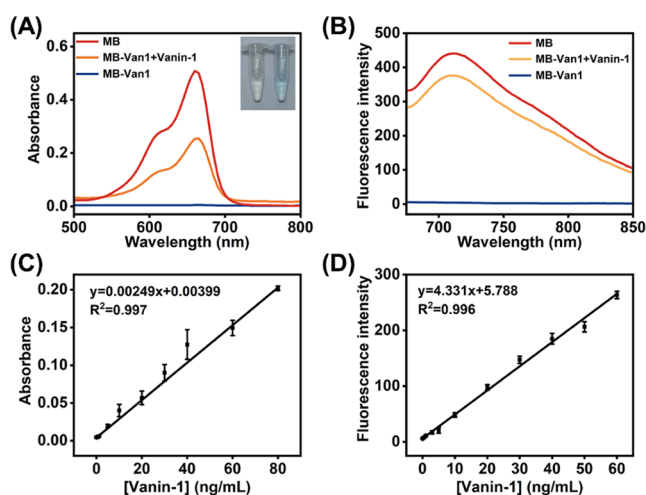 (A)
MB
MB-Van1+Vanin-1
MB-Van1
0.6
0.4
0.2
0.0
Absorbance
500
600
700
800
Wavelength (nm)
(B)
MB
MB-Van1+Vanin-1
MB-Van1
500
400
300
200
100
0
Fluorescence intensity
700
750
800
850
Wavelength (nm)
(C)
y=0.00249x+0.00399
R²=0.997
0.20
0.15
0.10
0.05
0.00
Absorbance
0
20
40
60
80
[Vanin-1] (ng/mL)
(D)
y=4.331x+5.788
R²=0.996
300
200
100
0
Fluorescence intensity
0
10
20
30
40
50
60
[Vanin-1] (ng/mL)